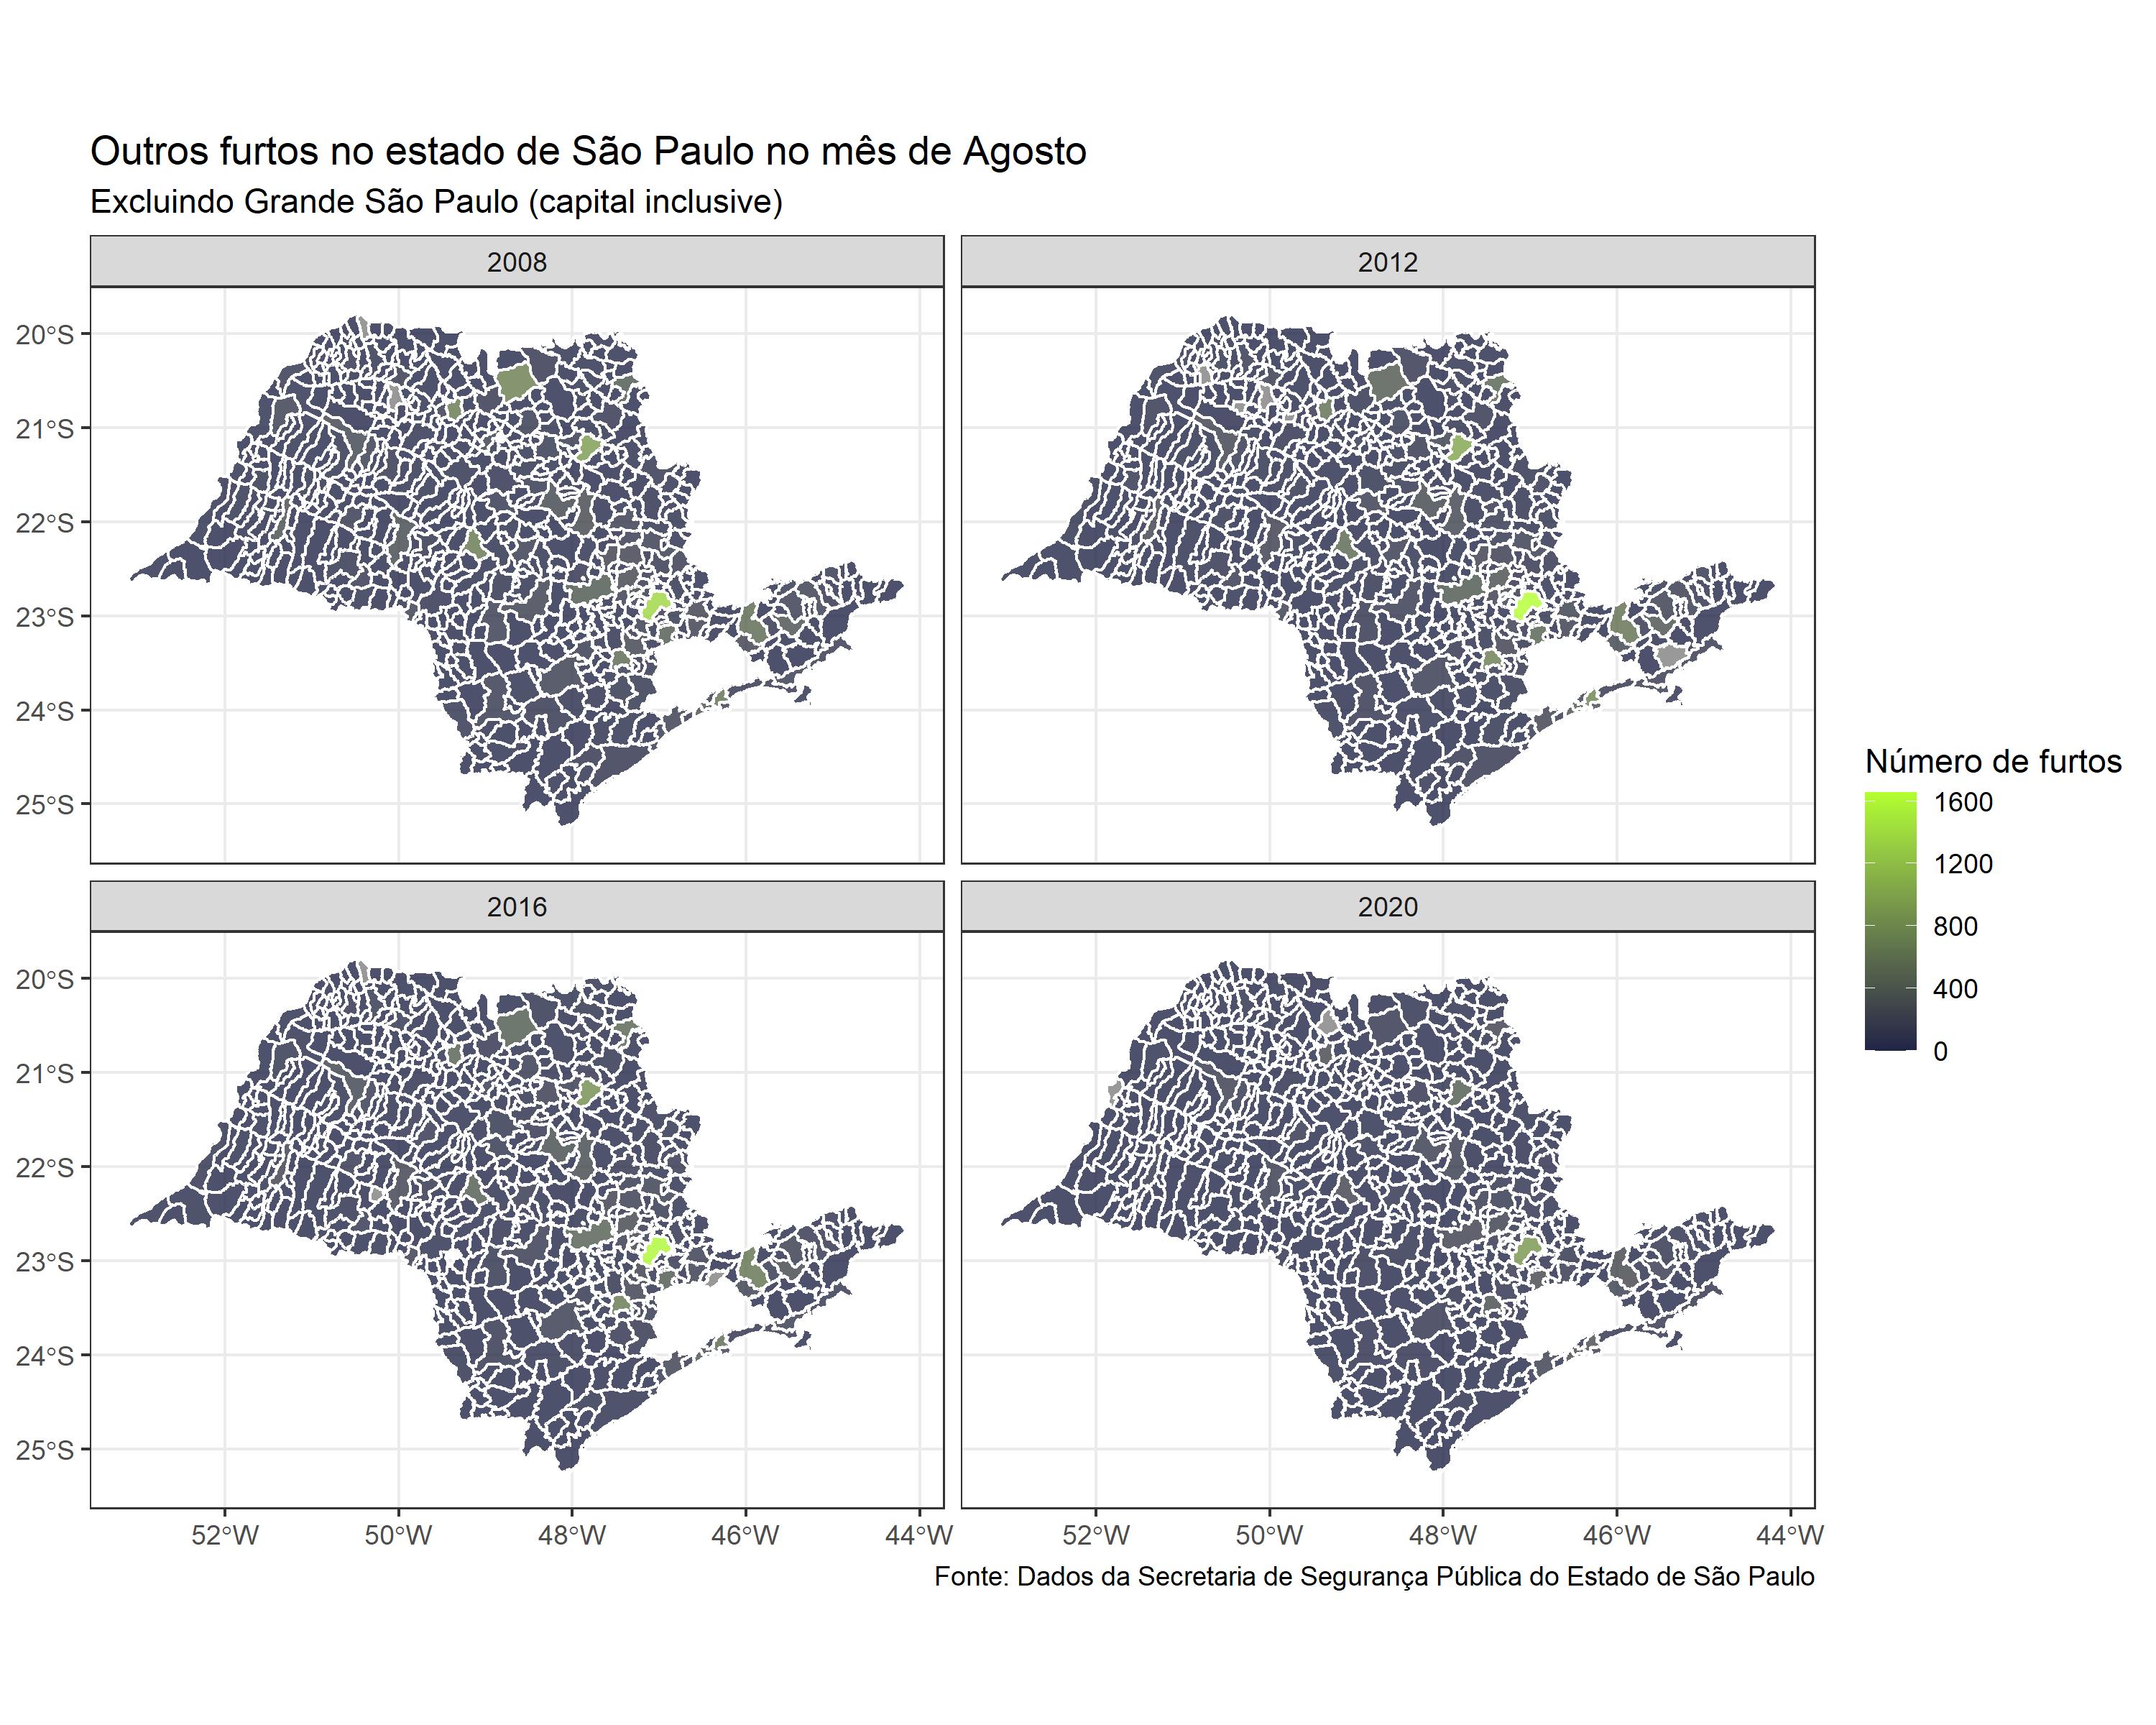 Outros furtos no estado de São Paulo no mês de Agosto
Excluindo Grande São Paulo (capital inclusive)
2008
2012
20°S
21°S
22°S
23°S
24°S
25°S
2016
2020
20°S
21°S
22°S
23°S
24°S
25°S
52°W
50°W
48°W
46°W
44°W
52°W
50°W
48°W
46°W
44°W
Número de furtos
1600
1200
800
400
0
Fonte: Dados da Secretaria de Segurança Pública do Estado de São Paulo